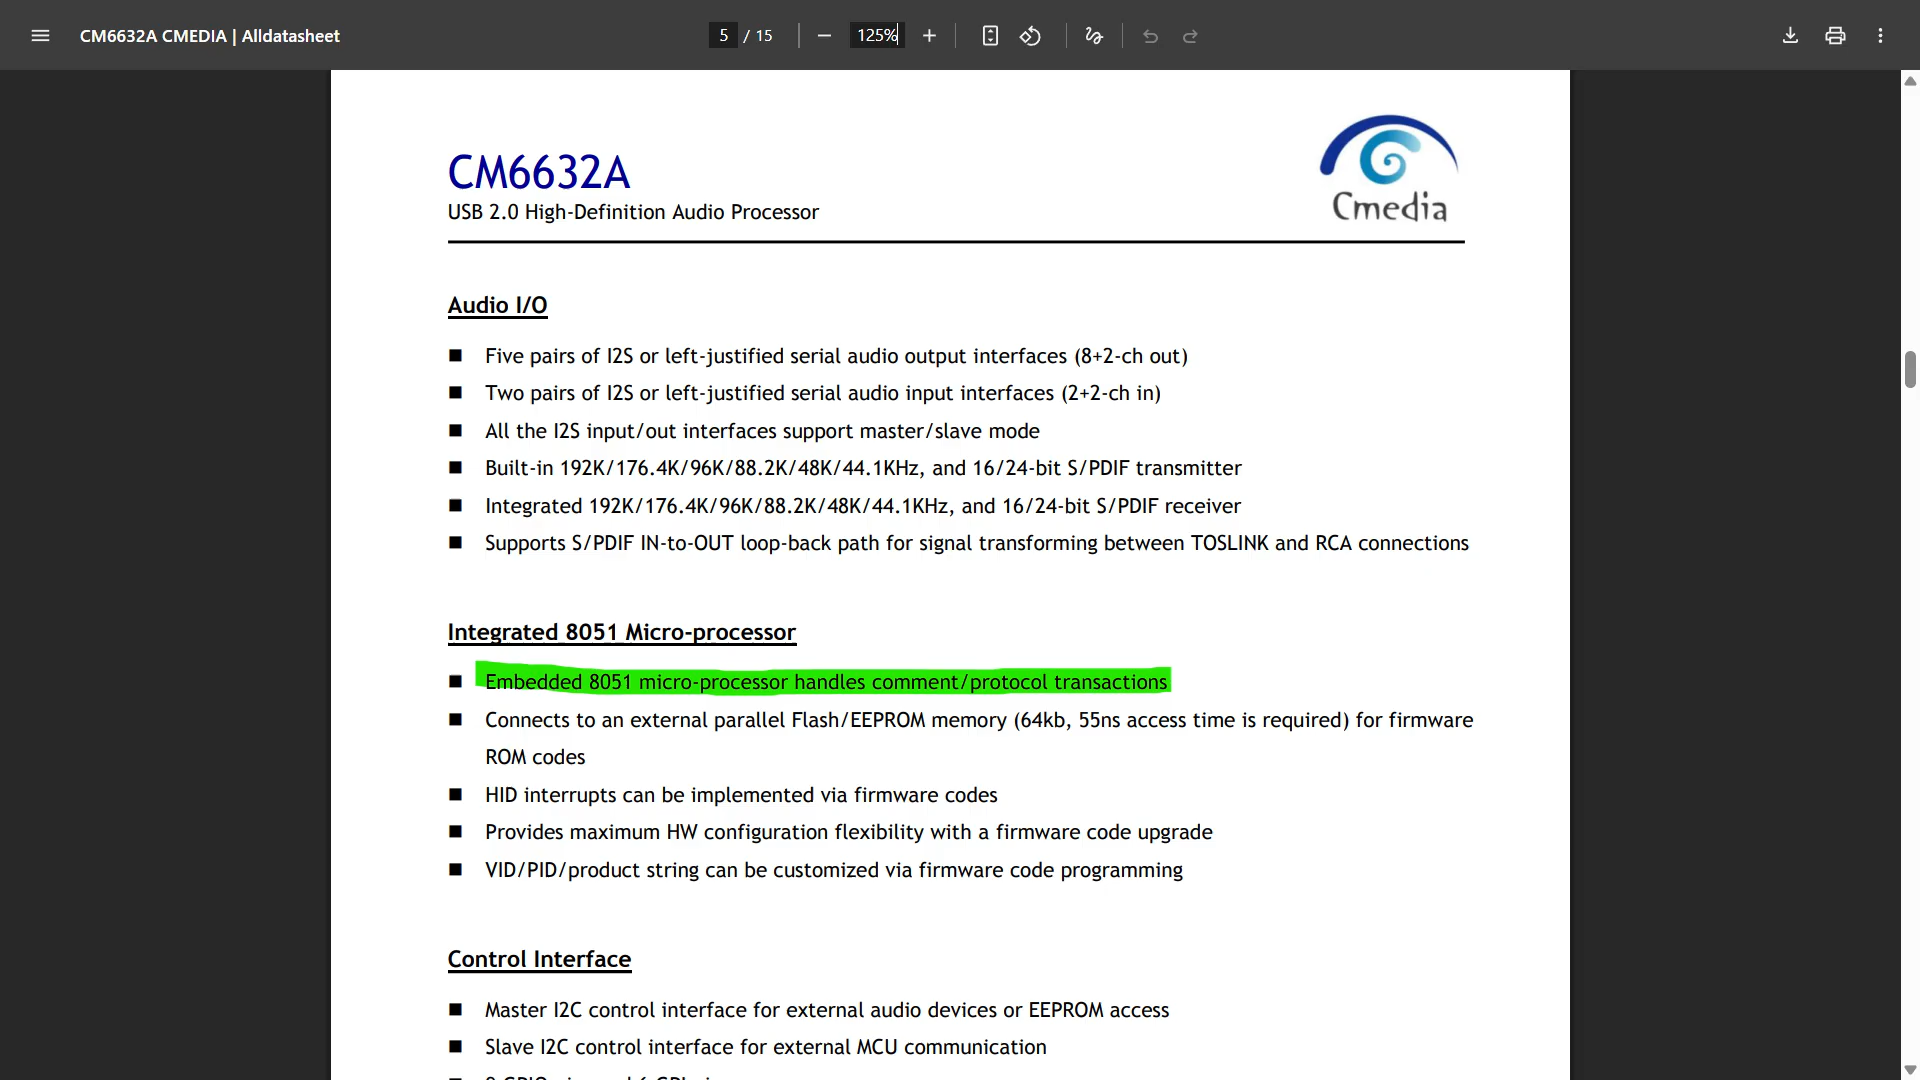 CM6632A CMEDIA | Alldatasheet
5 / 15
125%
CM6632A
USB 2.0 High-Definition Audio Processor
Cmedia
Audio I/O
Five pairs of I2S or left-justified serial audio output interfaces (8+2-ch out)
Two pairs of I2S or left-justified serial audio input interfaces (2+2-ch in)
All the I2S input/out interfaces support master/slave mode
Built-in 192K/176.4K/96K/88.2K/48K/44.1KHz, and 16/24-bit S/PDIF transmitter
Integrated 192K/176.4K/96K/88.2K/48K/44.1KHz, and 16/24-bit S/PDIF receiver
Supports S/PDIF IN-to-OUT loop-back path for signal transforming between TOSLINK and RCA connections
Integrated 8051 Micro-processor
Embedded 8051 micro-processor handles comment/protocol transactions
Connects to an external parallel Flash/EEPROM memory (64kb, 55ns access time is required) for firmware
ROM codes
HID interrupts can be implemented via firmware codes
Provides maximum HW configuration flexibility with a firmware code upgrade
VID/PID/product string can be customized via firmware code programming
Control Interface
Master I2C control interface for external audio devices or EEPROM access
Slave I2C control interface for external MCU communication